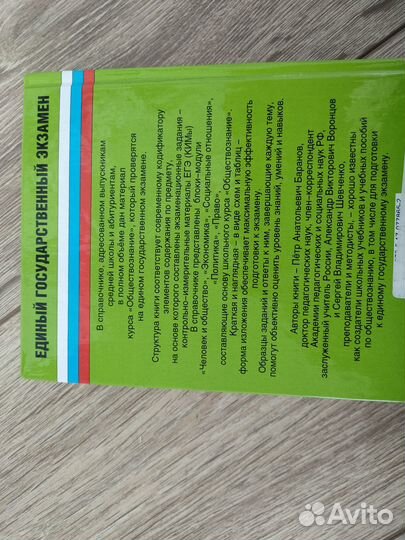 ЕДИНЫЙ ГОСУДАРСТВЕННЫЙ ЭКЗАМЕН
В справочнике, адресованном выпускникам
средней школы и абитуриентам,
в полном объёме дан материал
курса «Обществознание», который проверяется
на едином государственном экзамене.
Структура книги соответствует современному кодификатору
элементов содержания по предмету,
на основе которого составлены экзаменационные задания –
контрольно-измерительные материалы ЕГЭ (КИМы)
В справочнике представлены блоки-модули
«Человек и общество», «Экономика», «Социальные отношения»,
«Политика», «Право»,
составляющие основу школьного курса «Обществознание».
Краткая и наглядная – в виде схем и таблиц –
форма изложения обеспечивает максимальную эффективность
подготовки к экзамену.
Образцы заданий и ответы к ним, завершающие каждую тему,
помогут объективно оценить уровень знаний, умений и навыков.
Авторы книги – Пётр Анатольевич Баранов,
доктор педагогических наук, член-корреспондент
Академии педагогических и социальных наук РФ,
заслуженный учитель России, Александр Викторович Воронцов
и Сергей Владимирович Шевченко,
преподаватели и методисты, – хорошо известны
как создатели школьных учебников и учебных пособий
по обществознанию, в том числе для подготовки
к единому государственному экзамену.
Avito